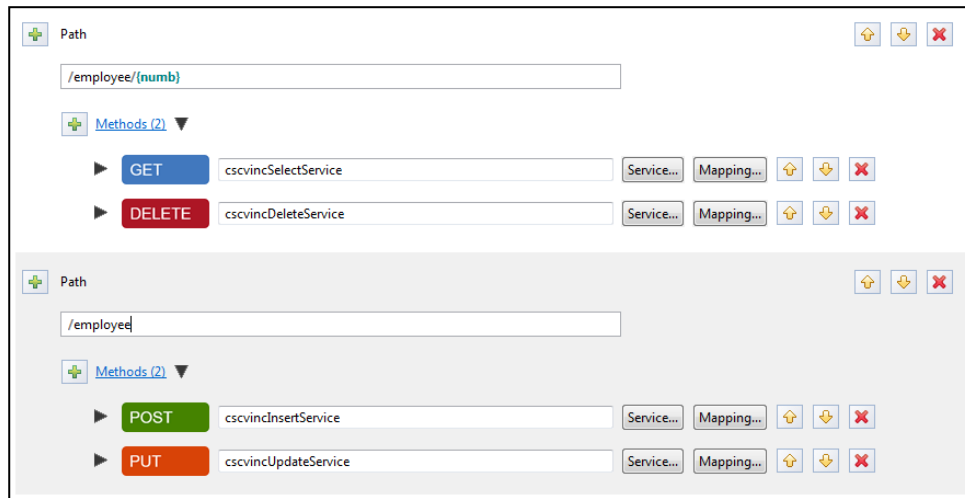 Path
/employee/{numb}
Methods (2)
GET cscvincSelectService Service... Mapping...
DELETE cscvincDeleteService Service... Mapping...
Path
/employee
Methods (2)
POST cscvincInsertService Service... Mapping...
PUT cscvincUpdateService Service... Mapping...